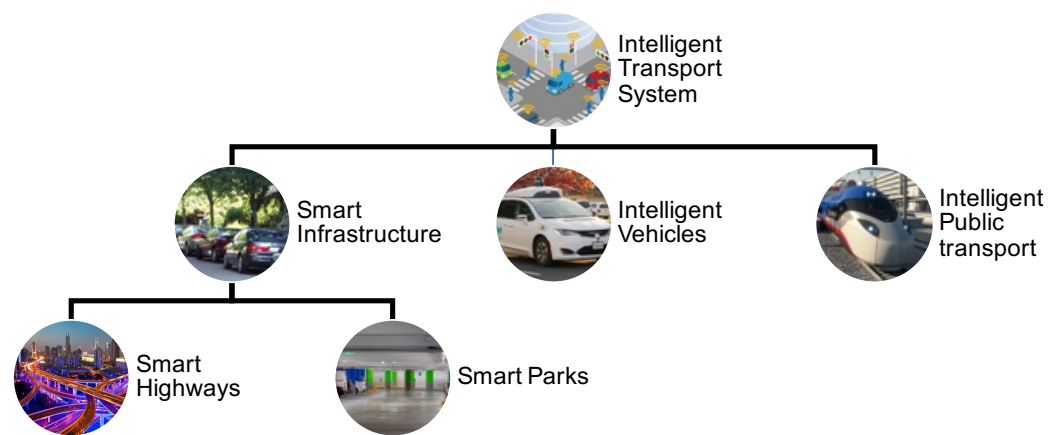 Intelligent
Transport
System
Smart
Infrastructure
Intelligent
Vehicles
Intelligent
Public
transport
Smart
Highways
Smart Parks